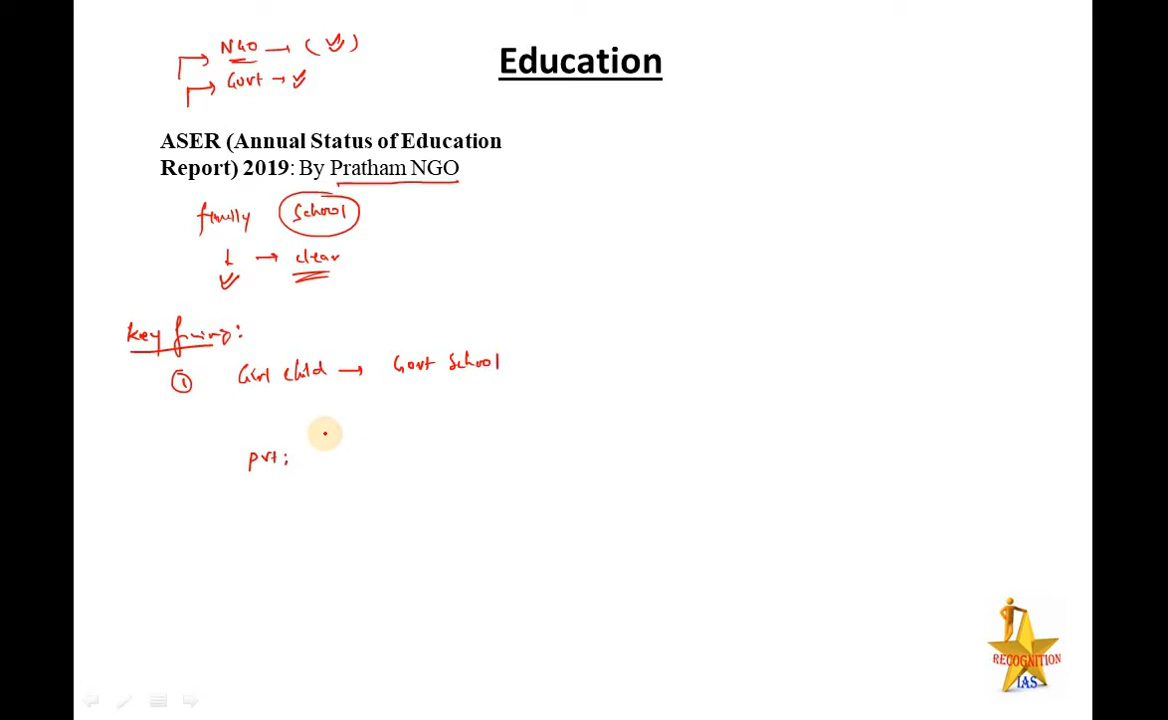 NGO → ( )
Govt →
Education
ASER (Annual Status of Education
Report) 2019: By Pratham NGO
family School
↓ → clear
Key
① Girl child → Govt School
pvt;
RECOGNITION
IAS